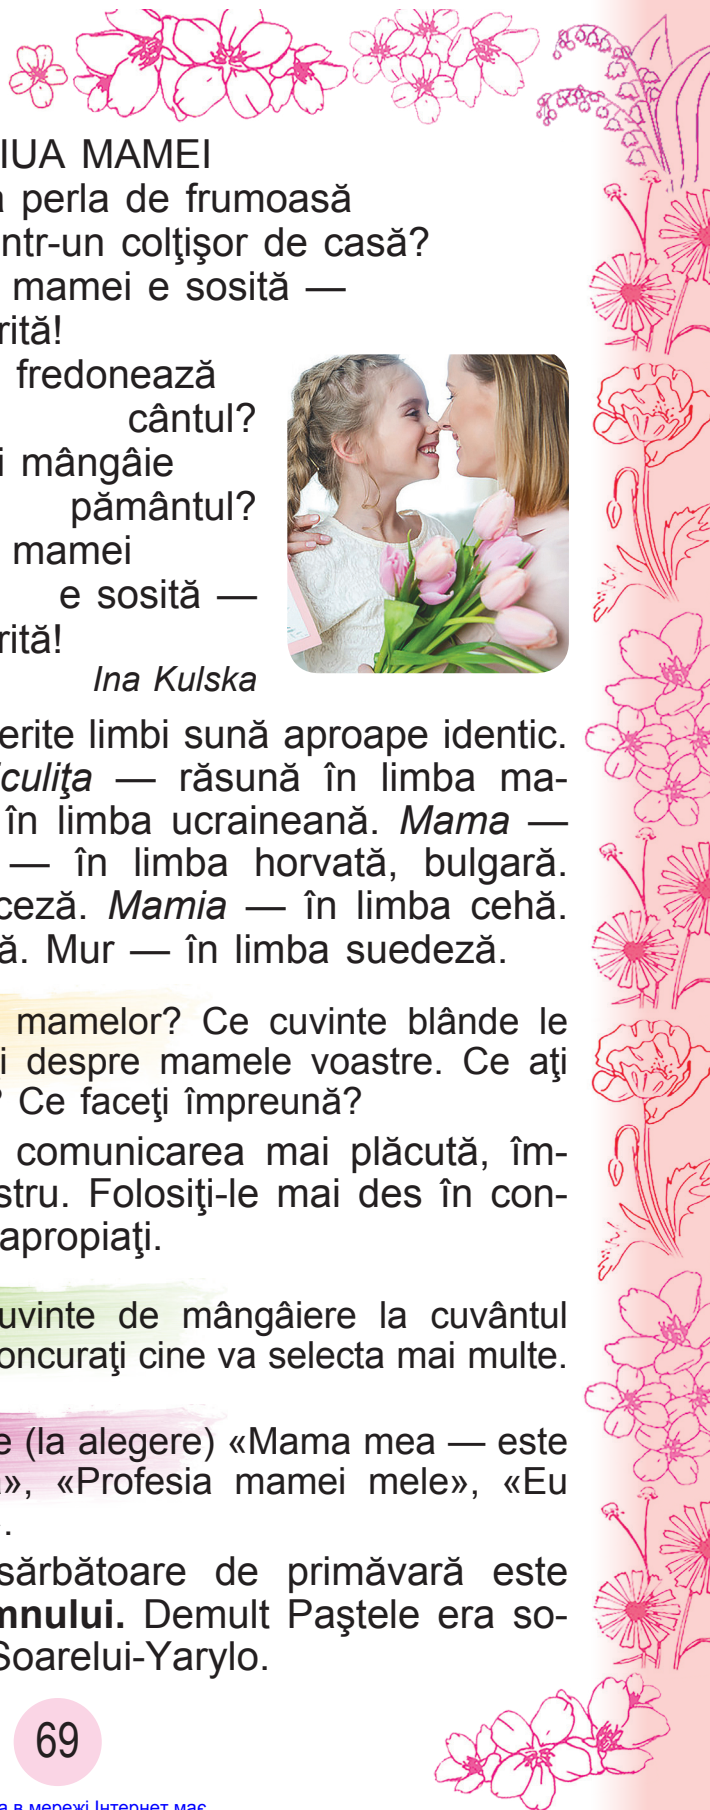 IUA MAMEI
perla de frumoasă
ntr-un colţişor de casă?
mamei e sosită —
rită!
fredonează
cântul?
i mângâie
pământul?
mamei
e sosită —
rită!
Ina Kulska
erite limbi sună aproape identic.
culiţa — răsună în limba ma-
în limba ucraineană. Mama —
— în limba horvată, bulgară.
ceză. Mamia — în limba cehă.
ă. Mur — în limba suedeză.
mamelor? Ce cuvinte blânde le
i despre mamele voastre. Ce aţi
? Ce faceţi împreună?
comunicarea mai plăcută, îm-
stru. Folosiţi-le mai des în con-
apropiaţi.
uvinte de mângâiere la cuvântul
oncuraţi cine va selecta mai multe.
e (la alegere) «Mama mea — este
», «Profesia mamei mele», «Eu
.
sărbătoare de primăvară este
mnului. Demult Paştele era so-
Soarelui-Yarylo.
69
а в мережі Інтернет має